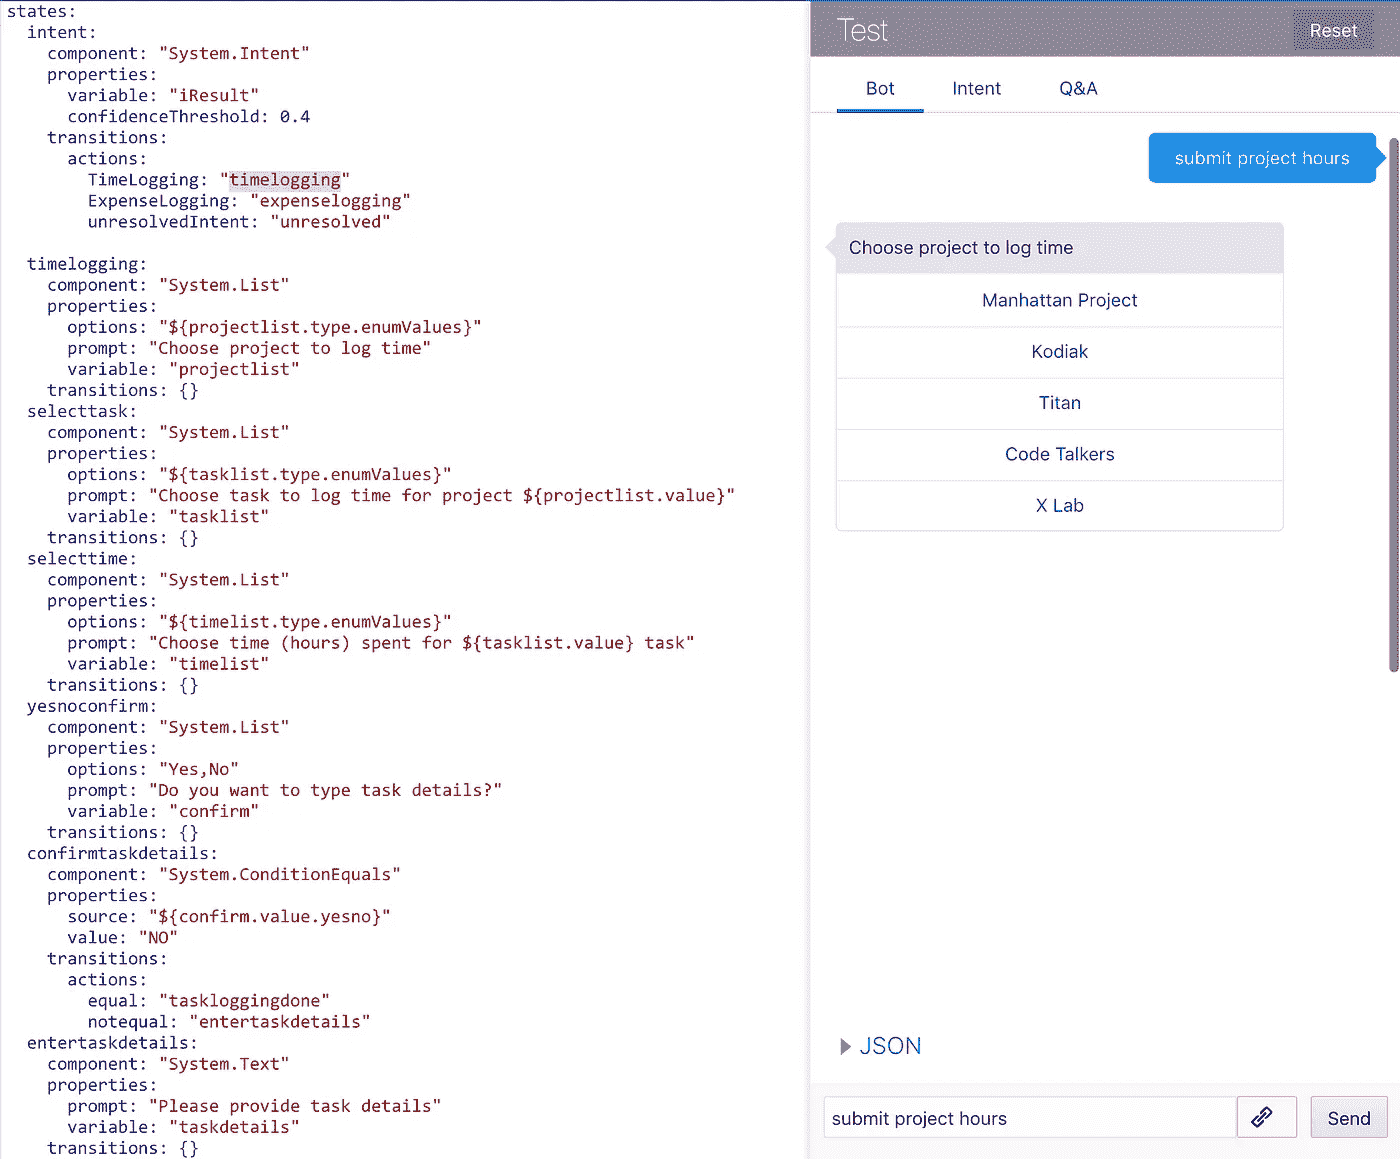 states:
  intent:
    component: "System.Intent"
    properties:
      variable: "iResult"
      confidenceThreshold: 0.4
    transitions:
      actions:
        TimeLogging: "timelogging"
        ExpenseLogging: "expenselogging"
        unresolvedIntent: "unresolved"

  timelogging:
    component: "System.List"
    properties:
      options: "${projectlist.type.enumValues}"
      prompt: "Choose project to log time"
      variable: "projectlist"
    transitions: {}
  selecttask:
    component: "System.List"
    properties:
      options: "${tasklist.type.enumValues}"
      prompt: "Choose task to log time for project ${projectlist.value}"
      variable: "tasklist"
    transitions: {}
  selecttime:
    component: "System.List"
    properties:
      options: "${timelist.type.enumValues}"
      prompt: "Choose time (hours) spent for ${tasklist.value} task"
      variable: "timelist"
    transitions: {}
  yesnoconfirm:
    component: "System.List"
    properties:
      options: "Yes,No"
      prompt: "Do you want to type task details?"
      variable: "confirm"
    transitions: {}
  confirmtaskdetails:
    component: "System.ConditionEquals"
    properties:
      source: "${confirm.value.yesno}"
      value: "NO"
    transitions:
      actions:
        equal: "taskloggingdone"
        notequal: "entertaskdetails"
  entertaskdetails:
    component: "System.Text"
    properties:
      prompt: "Please provide task details"
      variable: "taskdetails"
    transitions: {}
Test
Reset
Bot Intent Q&A
submit project hours
Choose project to log time
Manhattan Project
Kodiak
Titan
Code Talkers
X Lab
JSON
submit project hours
Send